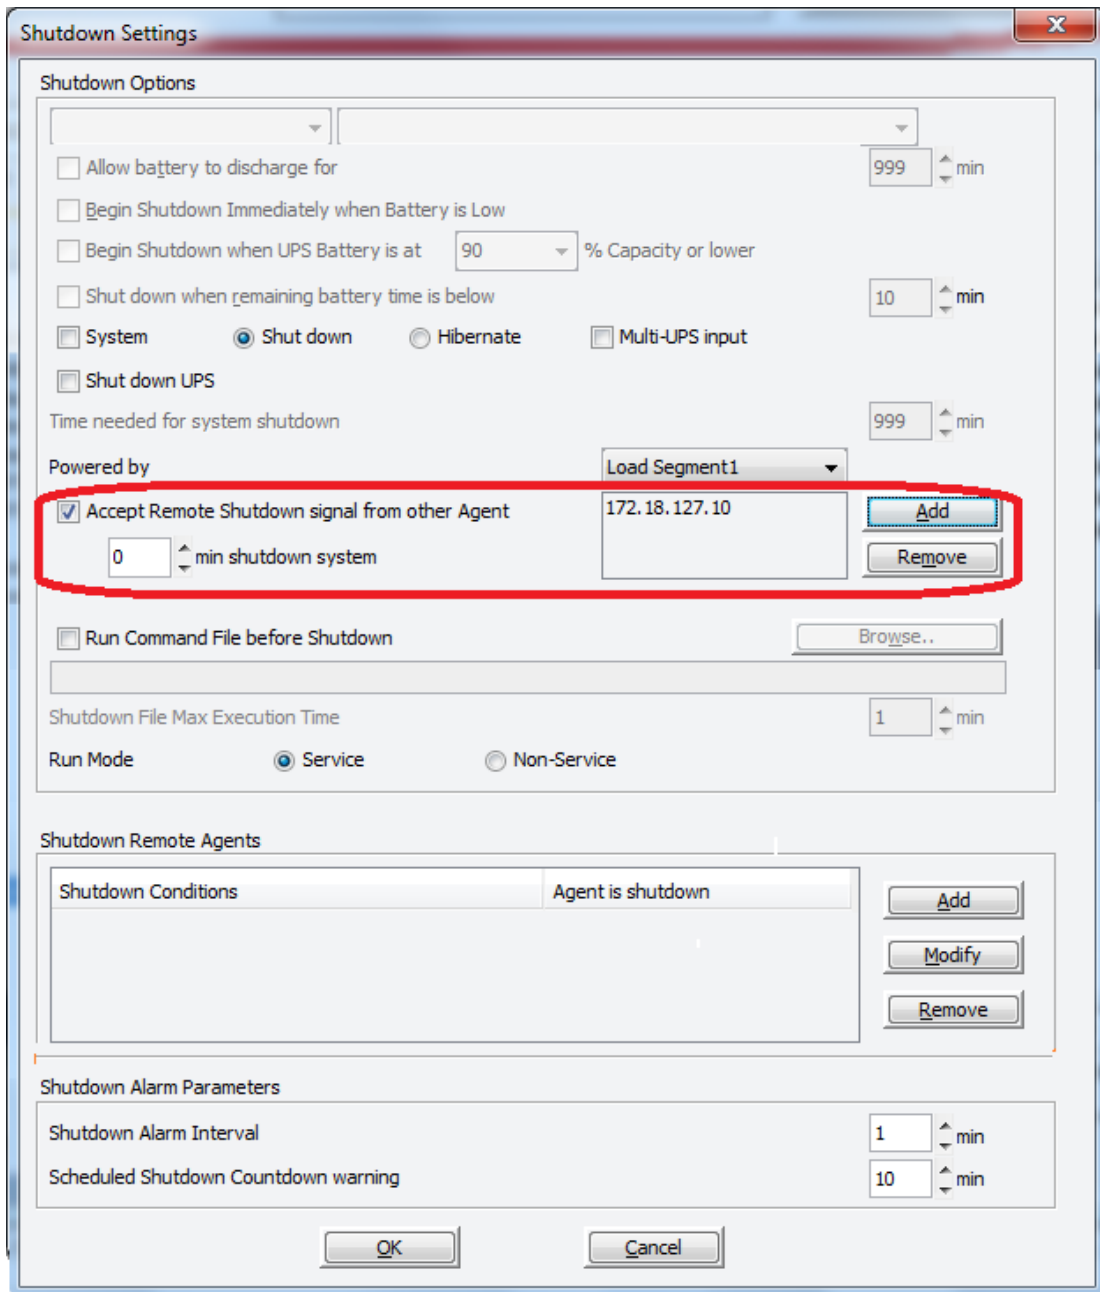 Shutdown Settings
Shutdown Options
Allow battery to discharge for 999 min
Begin Shutdown Immediately when Battery is Low
Begin Shutdown when UPS Battery is at 90 % Capacity or lower
Shut down when remaining battery time is below 10 min
System Shut down Hibernate Multi-UPS input
Shut down UPS
Time needed for system shutdown 999 min
Powered by Load Segment1
Accept Remote Shutdown signal from other Agent 172.18.127.10 Add
0 min shutdown system Remove
Run Command File before Shutdown Browse..
Shutdown File Max Execution Time 1 min
Run Mode Service Non-Service
Shutdown Remote Agents
Shutdown Conditions Agent is shutdown Add
Modify
Remove
Shutdown Alarm Parameters
Shutdown Alarm Interval 1 min
Scheduled Shutdown Countdown warning 10 min
OK Cancel